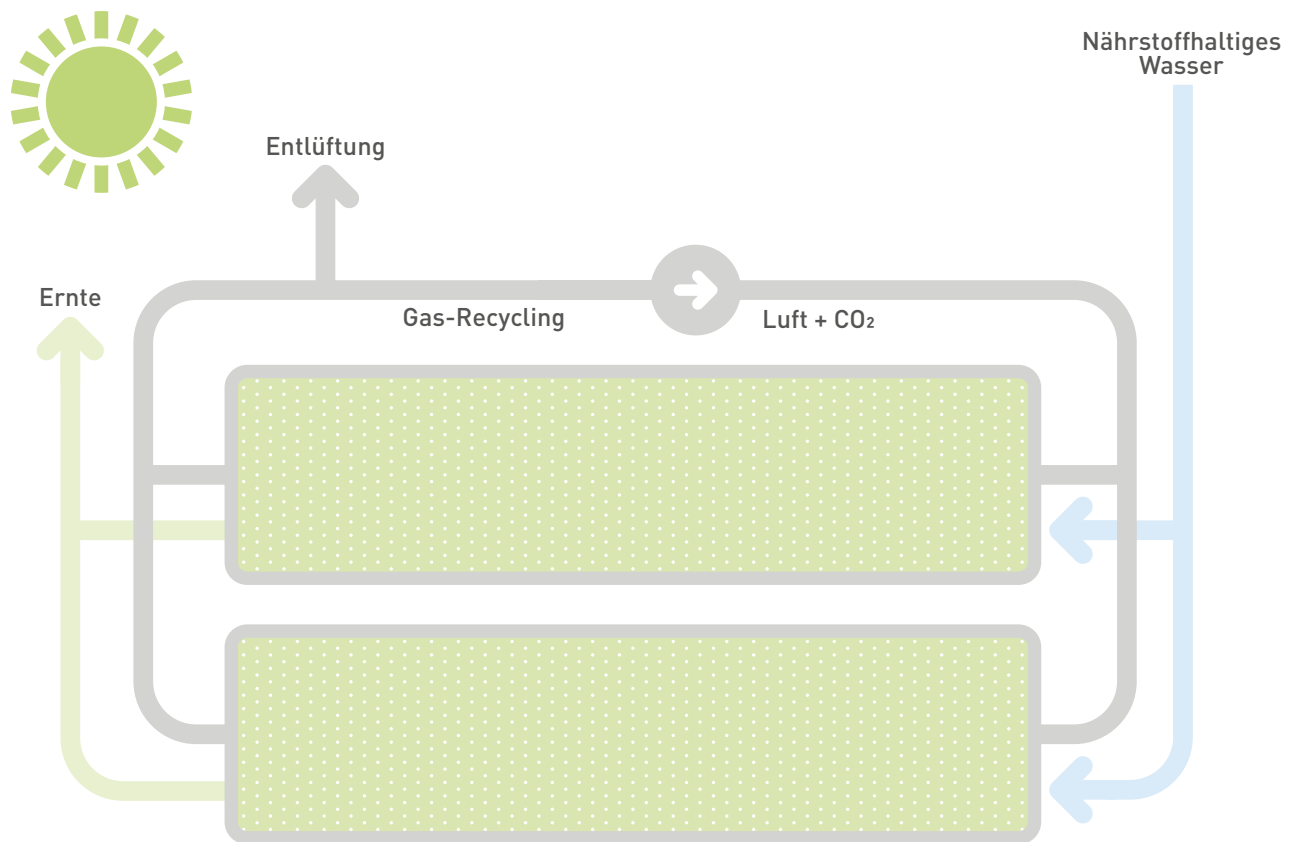 Nährstoffhaltiges
Wasser
Entlüftung
Ernte
Gas-Recycling
Luft + CO₂